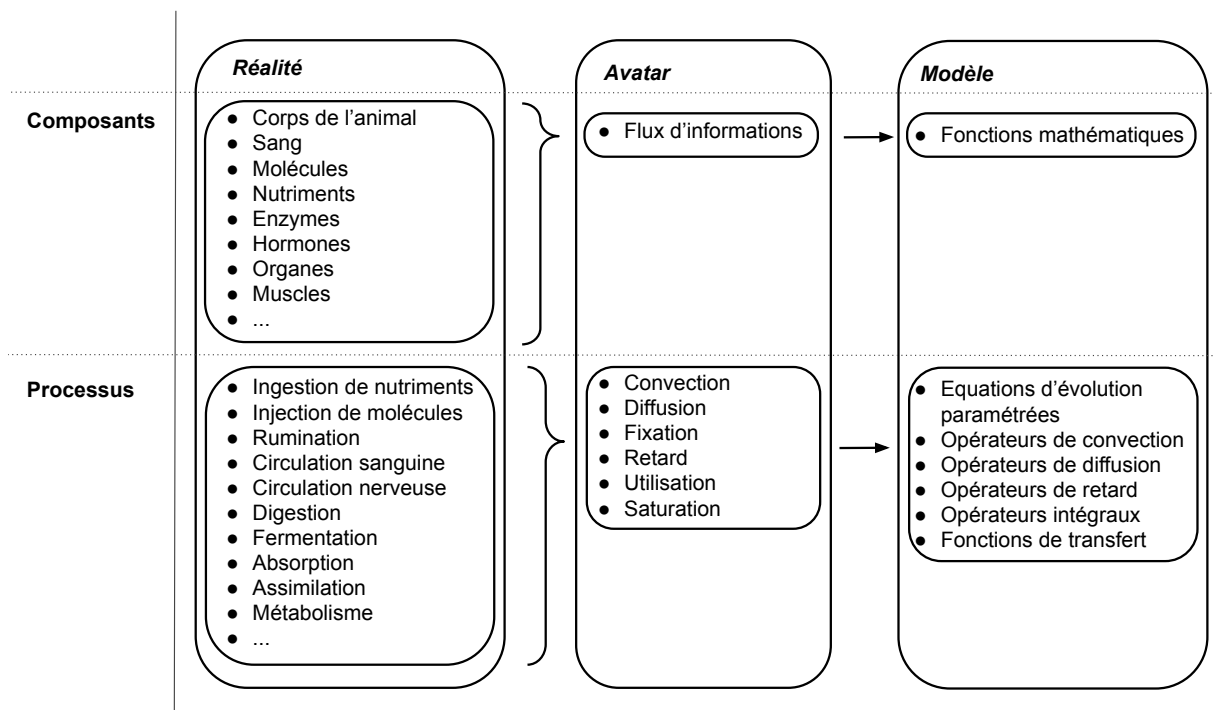 Réalité
Avatar
Modèle
Composants
● Corps de l'animal
● Sang
● Molécules
● Nutriments
● Enzymes
● Hormones
● Organes
● Muscles
● ...
● Flux d'informations
● Fonctions mathématiques
Processus
● Ingestion de nutriments
● Injection de molécules
● Rumination
● Circulation sanguine
● Circulation nerveuse
● Digestion
● Fermentation
● Absorption
● Assimilation
● Métabolisme
● ...
● Convection
● Diffusion
● Fixation
● Retard
● Utilisation
● Saturation
● Equations d'évolution
paramétrées
● Opérateurs de convection
● Opérateurs de diffusion
● Opérateurs de retard
● Opérateurs intégraux
● Fonctions de transfert